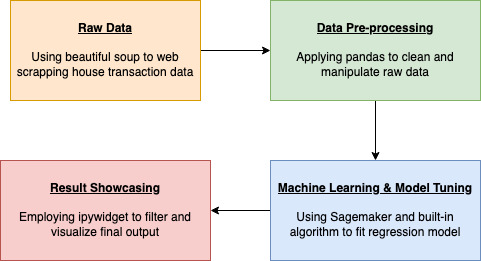 Raw Data
Using beautiful soup to web
scrapping house transaction data
Data Pre-processing
Applying pandas to clean and
manipulate raw data
Result Showcasing
Employing ipywidget to filter and
visualize final output
Machine Learning & Model Tuning
Using Sagemaker and built-in
algorithm to fit regression model